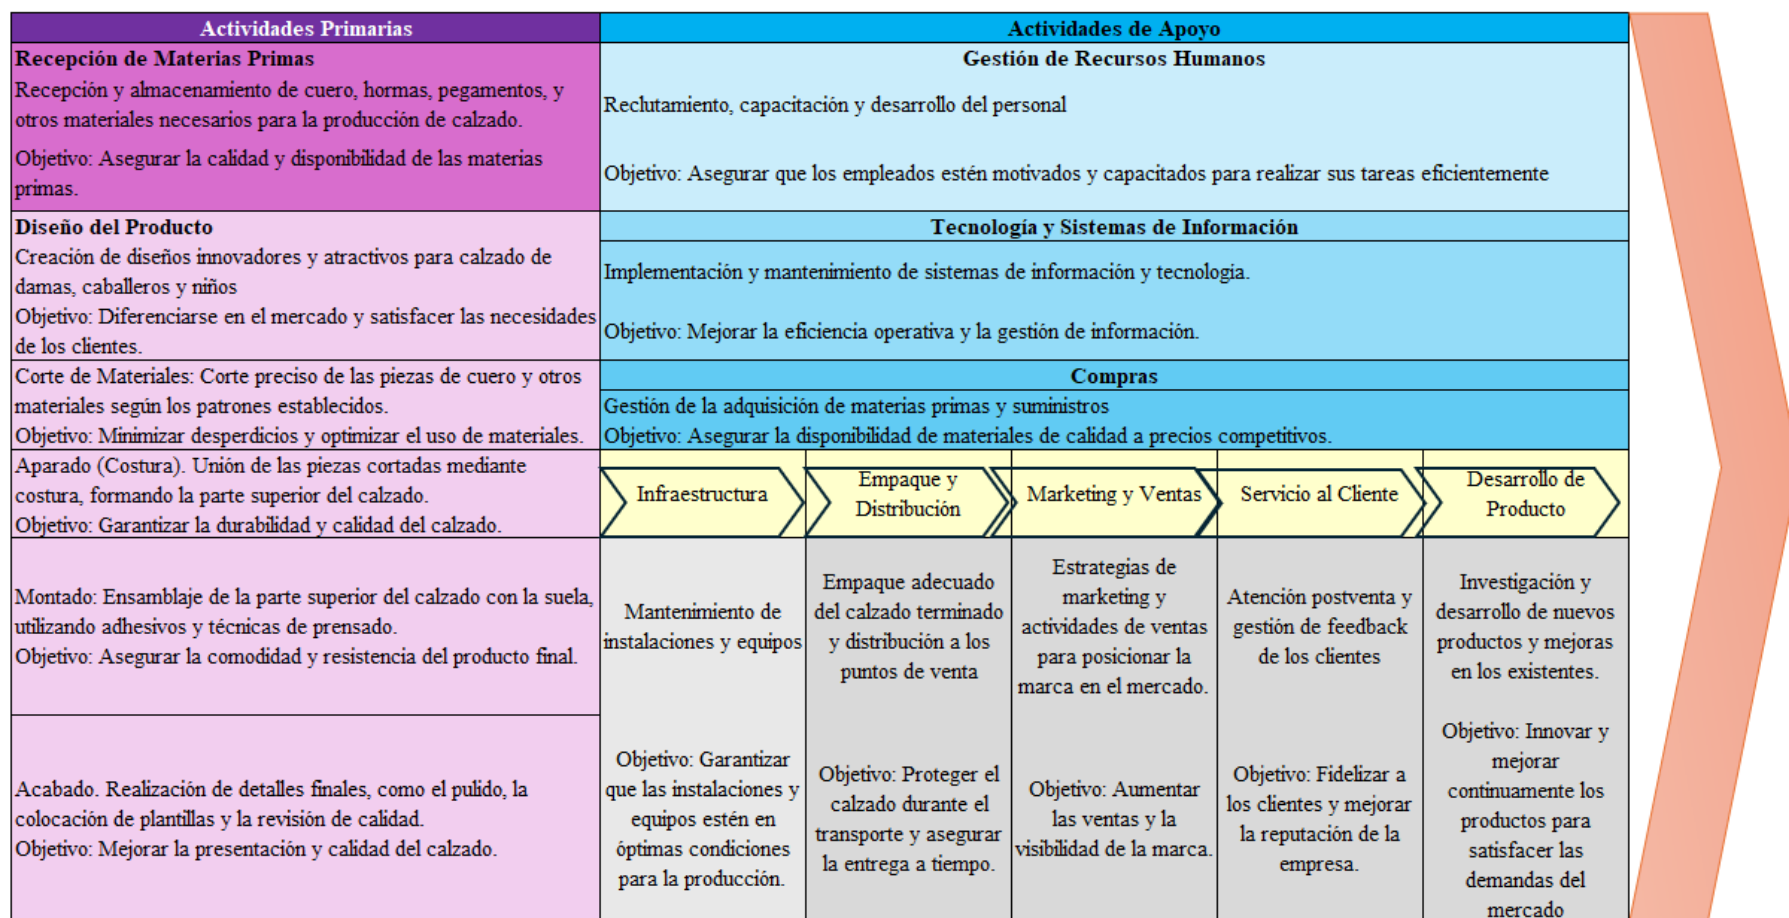 Actividades Primarias
Actividades de Apoyo
Recepción de Materias Primas
Recepción y almacenamiento de cuero, hormas, pegamentos, y
otros materiales necesarios para la producción de calzado.
Objetivo: Asegurar la calidad y disponibilidad de las materias
primas.
Gestión de Recursos Humanos
Reclutamiento, capacitación y desarrollo del personal
Objetivo: Asegurar que los empleados estén motivados y capacitados para realizar sus tareas eficientemente
Diseño del Producto
Creación de diseños innovadores y atractivos para calzado de
damas, caballeros y niños
Objetivo: Diferenciarse en el mercado y satisfacer las necesidades
de los clientes.
Tecnología y Sistemas de Información
Implementación y mantenimiento de sistemas de información y tecnología.
Objetivo: Mejorar la eficiencia operativa y la gestión de información.
Corte de Materiales: Corte preciso de las piezas de cuero y otros
materiales según los patrones establecidos.
Objetivo: Minimizar desperdicios y optimizar el uso de materiales.
Compras
Gestión de la adquisición de materias primas y suministros
Objetivo: Asegurar la disponibilidad de materiales de calidad a precios competitivos.
Aparado (Costura). Unión de las piezas cortadas mediante
costura, formando la parte superior del calzado.
Objetivo: Garantizar la durabilidad y calidad del calzado.
Infraestructura
Empaque y
Distribución
Marketing y Ventas
Servicio al Cliente
Desarrollo de
Producto
Montado: Ensamblaje de la parte superior del calzado con la suela,
utilizando adhesivos y técnicas de prensado.
Objetivo: Asegurar la comodidad y resistencia del producto final.
Mantenimiento de
instalaciones y equipos
Empaque adecuado
del calzado terminado
y distribución a los
puntos de venta
Estrategias de
marketing y
actividades de ventas
para posicionar la
marca en el mercado.
Atención postventa y
gestión de feedback
de los clientes
Investigación y
desarrollo de nuevos
productos y mejoras
en los existentes.
Acabado. Realización de detalles finales, como el pulido, la
colocación de plantillas y la revisión de calidad.
Objetivo: Mejorar la presentación y calidad del calzado.
Objetivo: Garantizar
que las instalaciones y
equipos estén en
óptimas condiciones
para la producción.
Objetivo: Proteger el
calzado durante el
transporte y asegurar
la entrega a tiempo.
Objetivo: Aumentar
las ventas y la
visibilidad de la marca.
Objetivo: Fidelizar a
los clientes y mejorar
la reputación de la
empresa.
Objetivo: Innovar y
mejorar
continuamente los
productos para
satisfacer las
demandas del
mercado